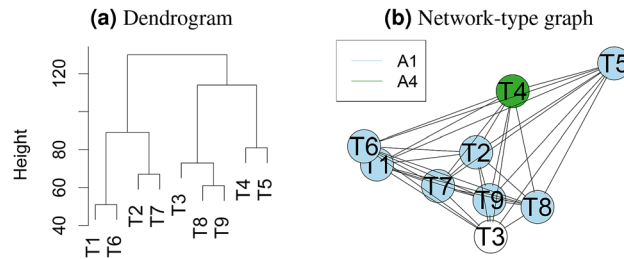 (a) Dendrogram
Height
40
60
80
100
120
T1
T6
T2
T7
T3
T8
T9
T4
T5
(b) Network-type graph
A1
A4
T5
T4
T6
T1
T2
T7
T9
T8
T3